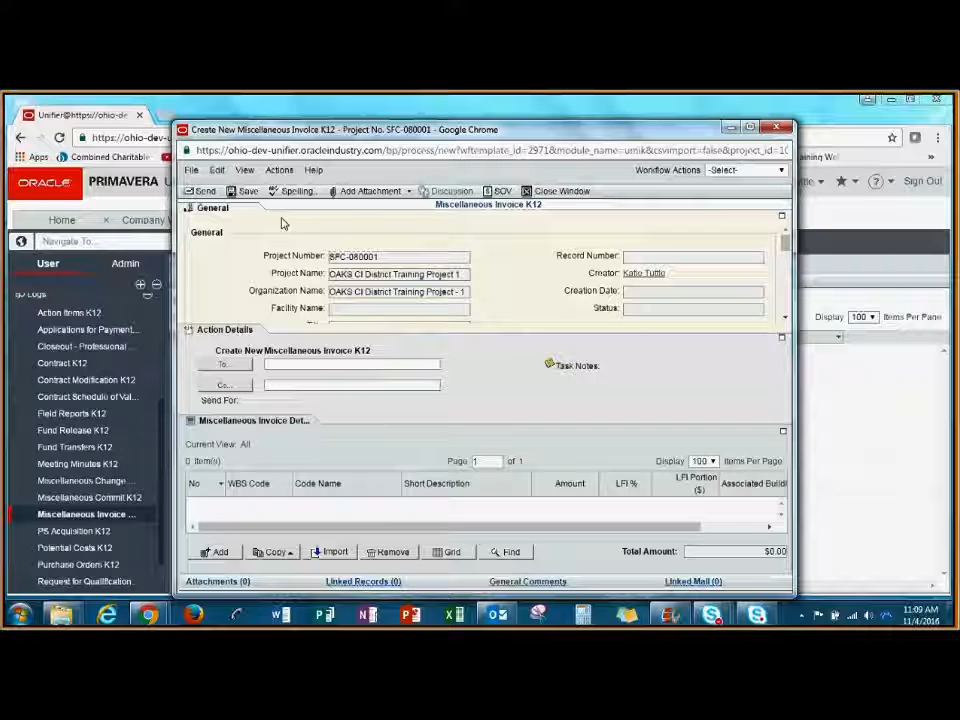 Unifier@https://ohio-de
https://ohio-dev-u
Apps Combined Charitable
ORACLE PRIMAVERA
Sign Out
Home Company
Navigate To...
User Admin
Logs
Action Items K12
Applications for Payment...
Closeout - Professional
Contract K12
Contract Modification K12
Contract Schedule of Val...
Field Reports K12
Fund Release K12
Fund Transfers K12
Meeting Minutes K12
Miscellaneous Change
Miscellaneous Commit K12
Miscellaneous Invoice ...
PS Acquisition K12
Potential Costs K12
Purchase Orders K12
Request for Qualification
Display 100 Items Per Pane
Create New Miscellaneous Invoice K12 - Project No. SFC-080001 - Google Chrome
https://ohio-dev-unifier.oracleindustry.com/bp/process/new?wftemplate_id=2971&module_name=umik&csvimport=false&project_id=10
File Edit View Actions Help Workflow Actions -Select-
Send Save Spelling.. Add Attachment Discussion SOV Close Window
General Miscellaneous Invoice K12
General
Project Number: SFC-080001 Record Number:
Project Name: OAKS CI District Training Project 1 Creator: Katie Tuttle
Organization Name: OAKS CI District Training Project - 1 Creation Date:
Facility Name: Status:
Action Details
Create New Miscellaneous Invoice K12
To... Task Notes:
Cc...
Send For:
Miscellaneous Invoice Det...
Current View: All
0 Item(s) Page 1 of 1 Display 100 Items Per Page
No WBS Code Code Name Short Description Amount LFI % LFI Portion ($) Associated Buildi
Add Copy Import Remove Grid Find Total Amount: $0.00
Attachments (0) Linked Records (0) General Comments Linked Mail (0)
11:09 AM
11/4/2016